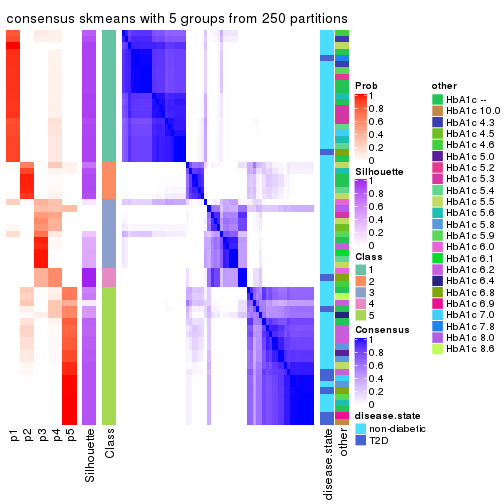 consensus skmeans with 5 groups from 250 partitions
p1
p2
p3
p4
p5
Silhouette
Class
disease.state
other
Prob
1
0.8
0.6
0.4
0.2
0
Silhouette
1
0.8
0.6
0.4
0.2
0
Class
1
2
3
4
5
Consensus
1
0.8
0.6
0.4
0.2
0
disease.state
non-diabetic
T2D
other
HbA1c --
HbA1c 10.0
HbA1c 4.3
HbA1c 4.5
HbA1c 4.6
HbA1c 5.0
HbA1c 5.2
HbA1c 5.3
HbA1c 5.4
HbA1c 5.5
HbA1c 5.6
HbA1c 5.8
HbA1c 5.9
HbA1c 6.0
HbA1c 6.1
HbA1c 6.2
HbA1c 6.4
HbA1c 6.8
HbA1c 6.9
HbA1c 7.0
HbA1c 7.8
HbA1c 8.0
HbA1c 8.6